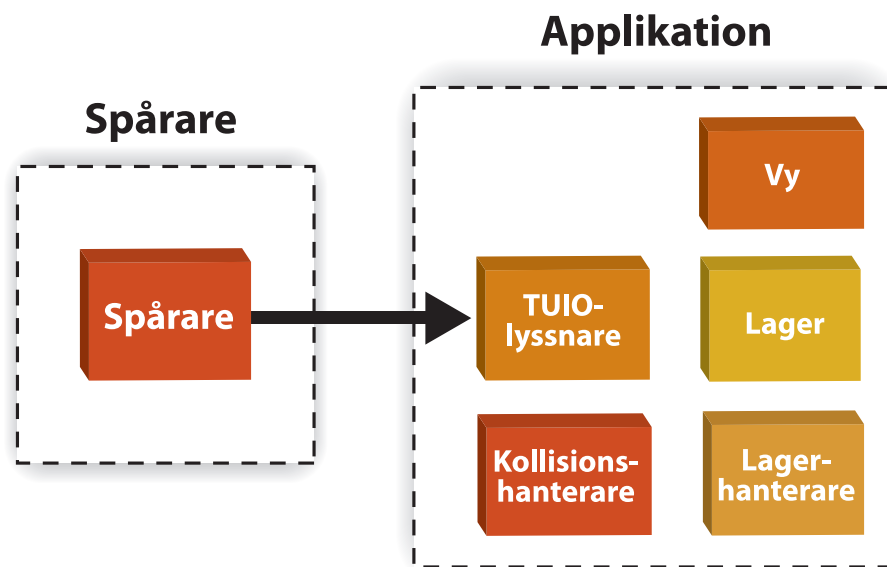 Applikation
Spårare
Vy
Spårare
TUIO-
lyssnare
Lager
Kollisions-
hanterare
Lager-
hanterare